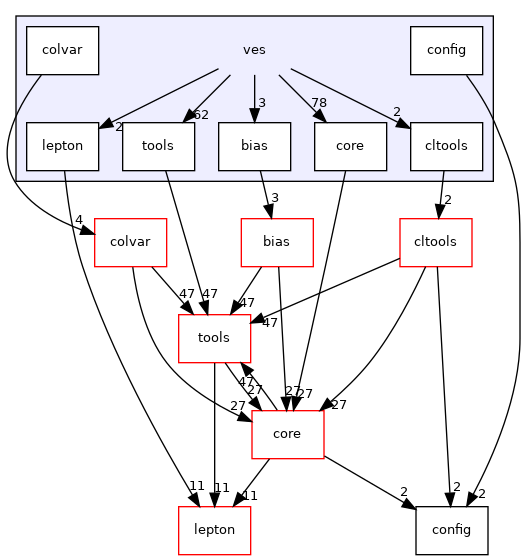 colvar ves config
2 62 3 78 2
lepton tools bias core cltools
4 3 2
colvar bias cltools
47 47 47 47
tools
47 27 27 27 27 27
core
11 11 11 2 2 2
lepton config